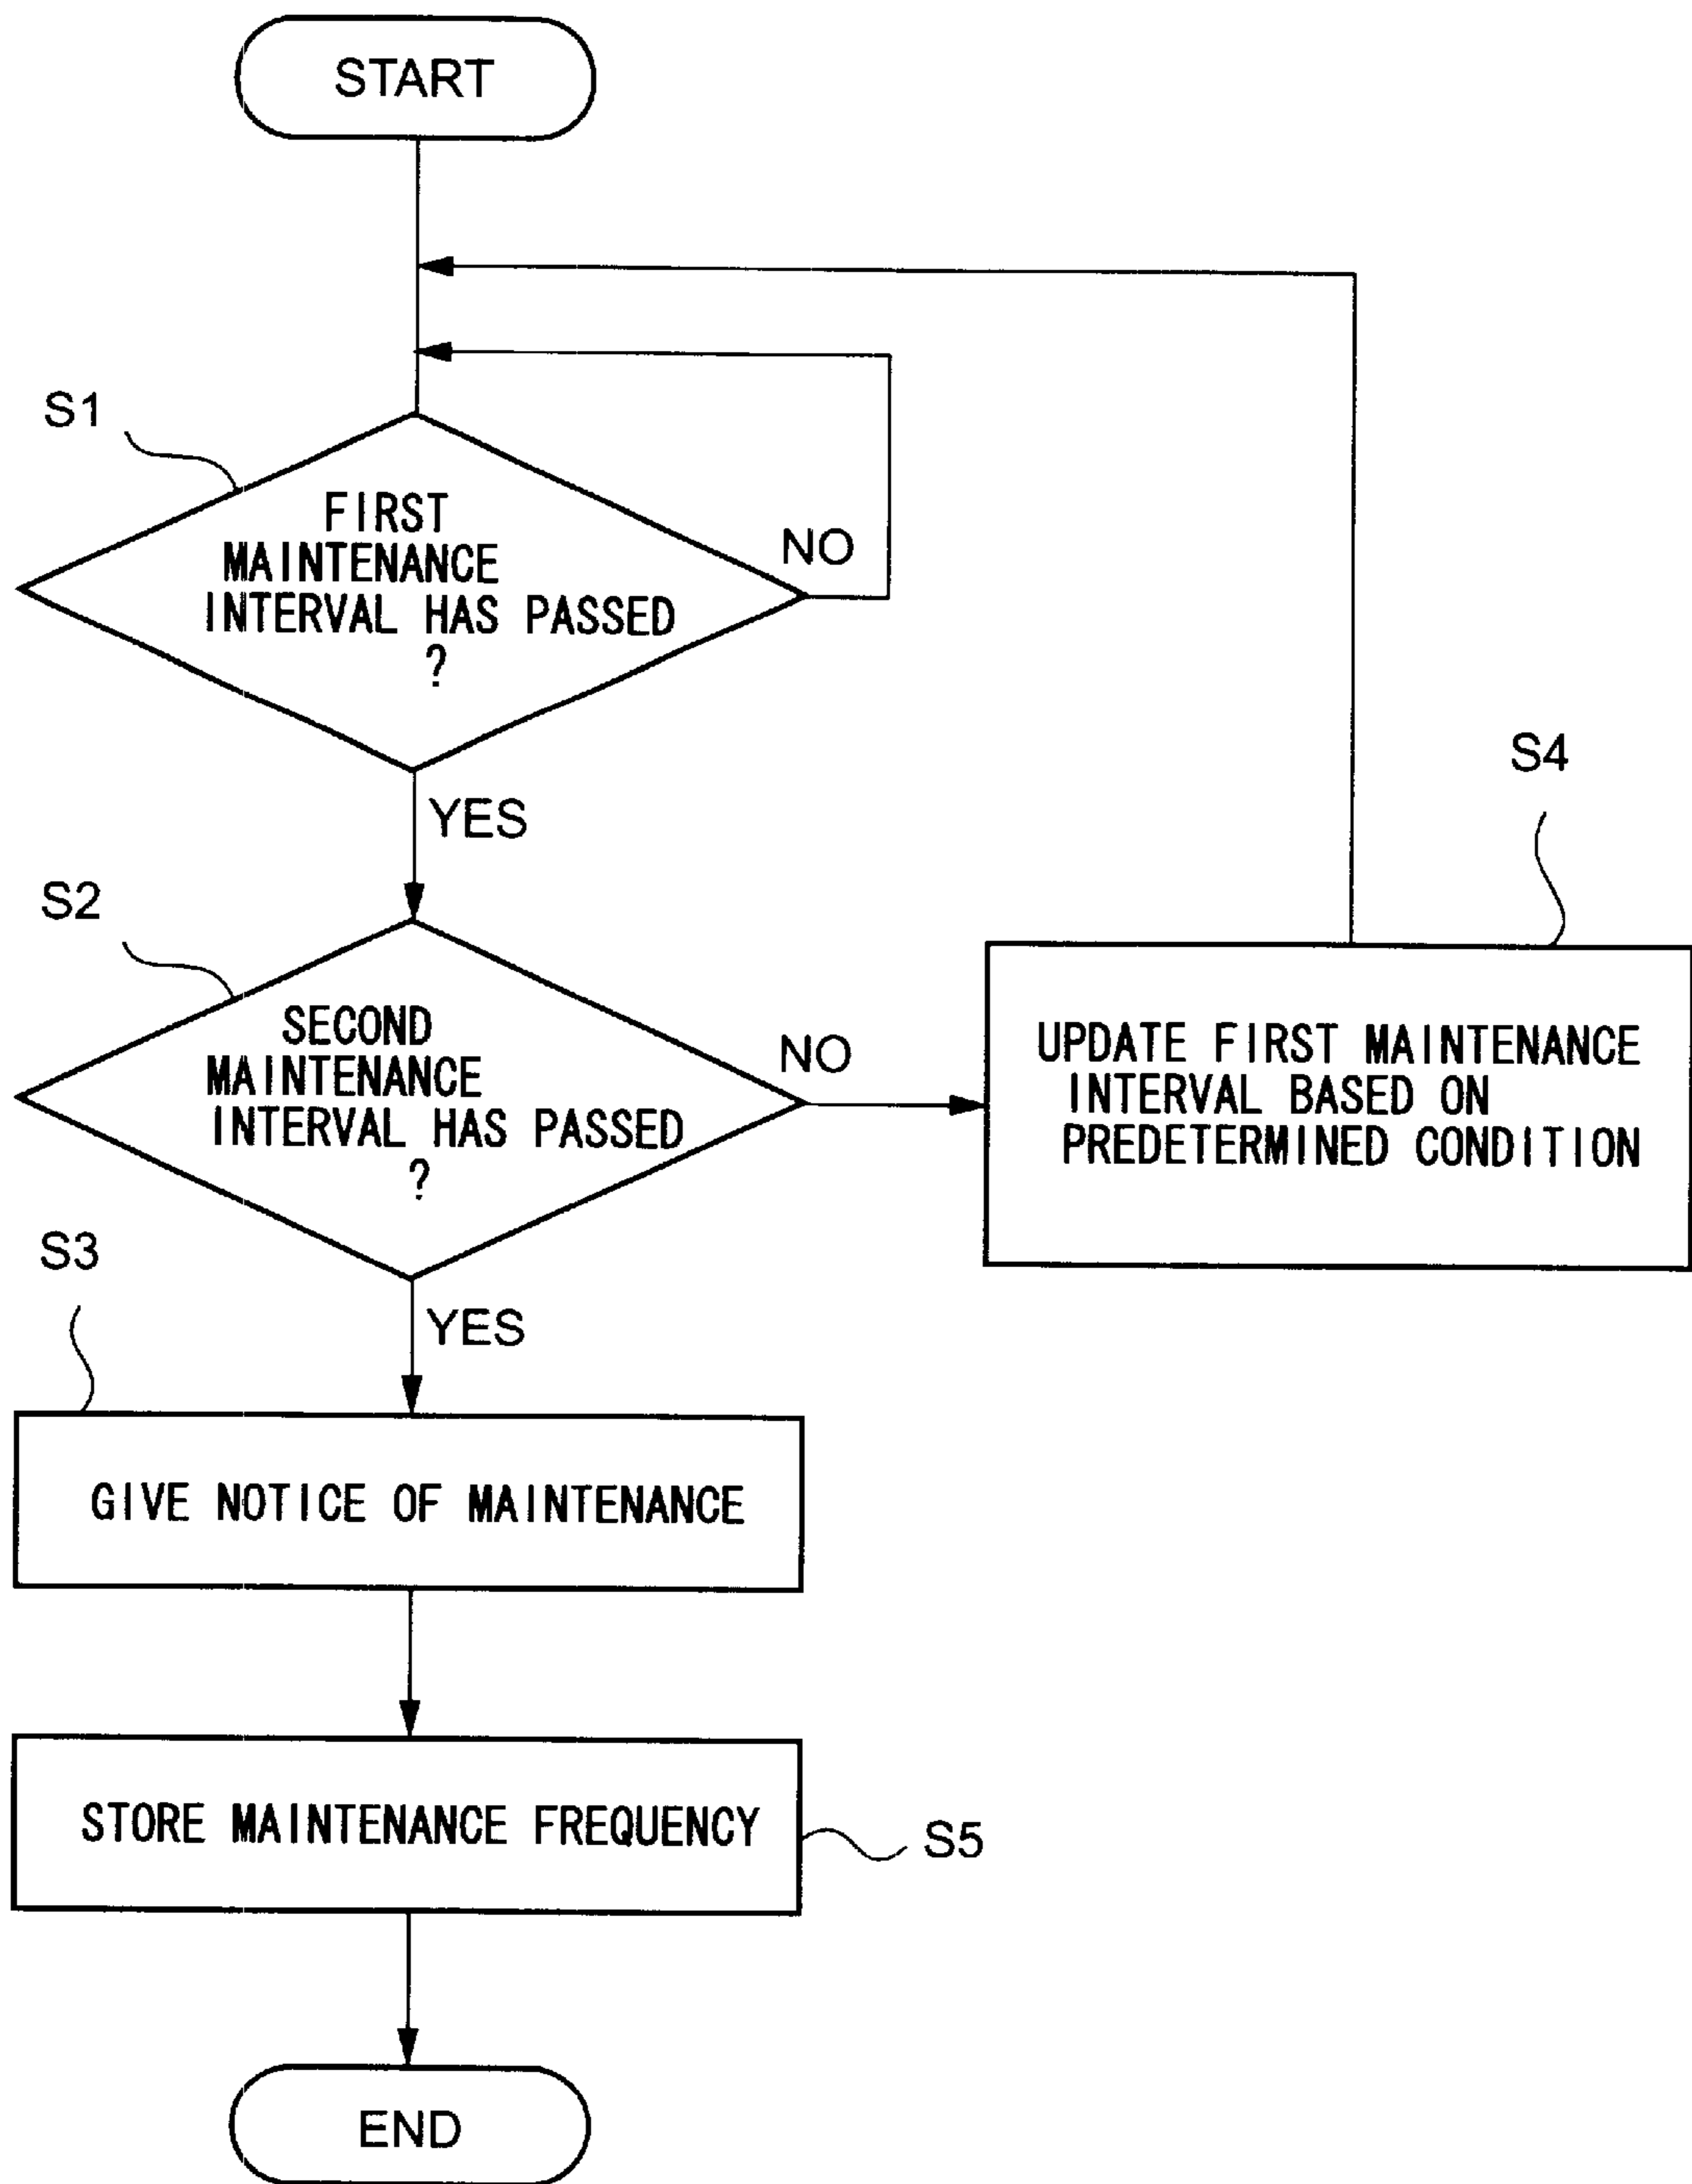 START
S1
FIRST
MAINTENANCE
INTERVAL HAS PASSED
?
NO
YES
S2
SECOND
MAINTENANCE
INTERVAL HAS PASSED
?
NO
S4
UPDATE FIRST MAINTENANCE
INTERVAL BASED ON
PREDETERMINED CONDITION
YES
S3
GIVE NOTICE OF MAINTENANCE
STORE MAINTENANCE FREQUENCY
S5
END